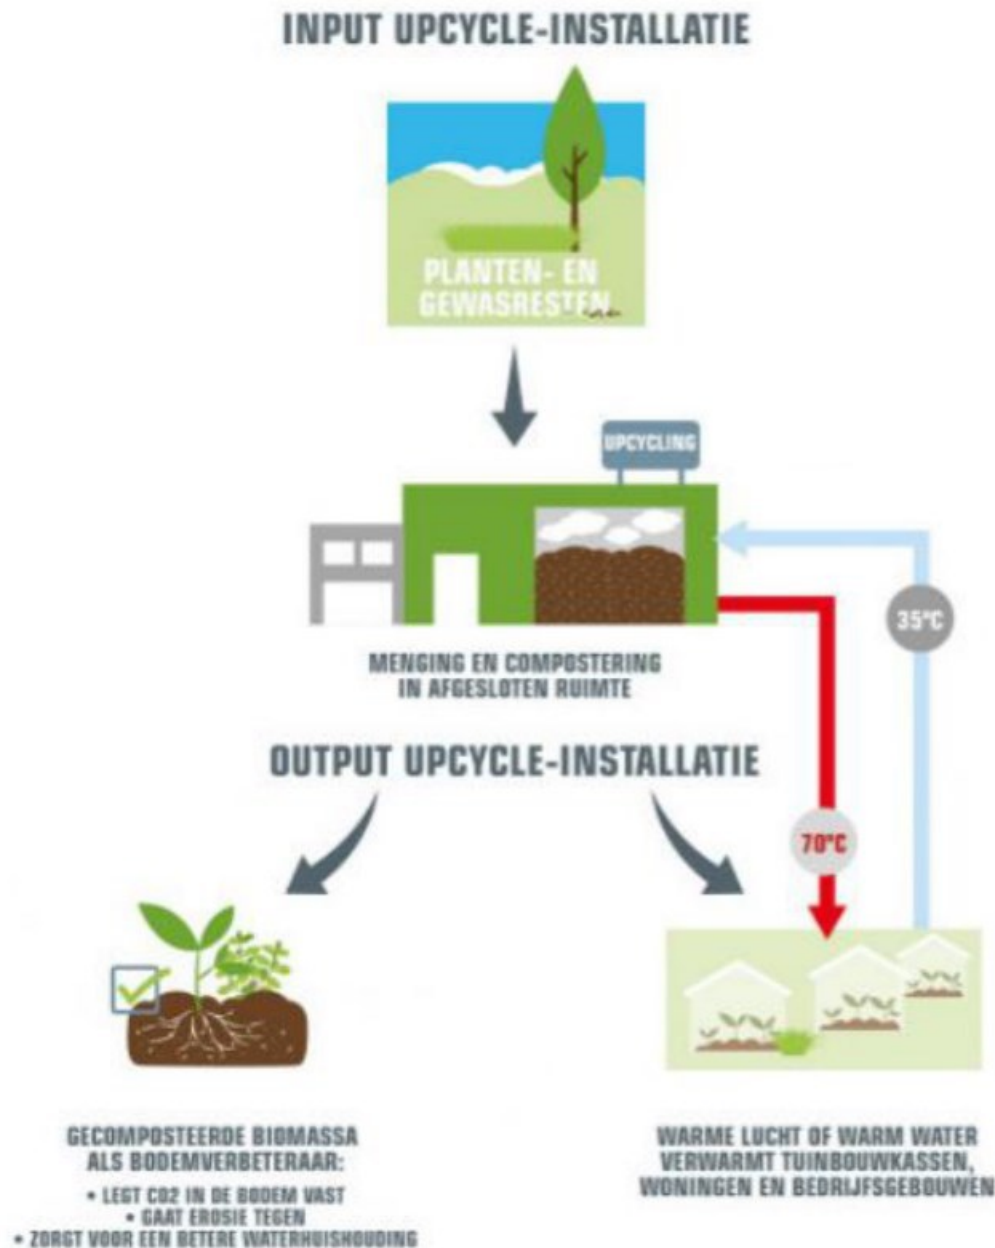 INPUT UPCYCLE-INSTALLATIE
PLANTEN- EN
GEWASRESTEN
UPCYCLING
35°C
MENGING EN COMPOSTERING
IN AFGESLOTEN RUIMTE
OUTPUT UPCYCLE-INSTALLATIE
70°C
GECOMPOSTEERDE BIOMASSA
ALS BODEMVERBETERAAR:
• LEGT CO2 IN DE BODEM VAST
• GAAT EROSIE TEGEN
• ZORGT VOOR EEN BETERE WATERHUISHOUDING
WARME LUCHT OF WARM WATER
VERWARMT TUINBOUWKASSEN,
WONINGEN EN BEDRIJFSGEBOUWEN